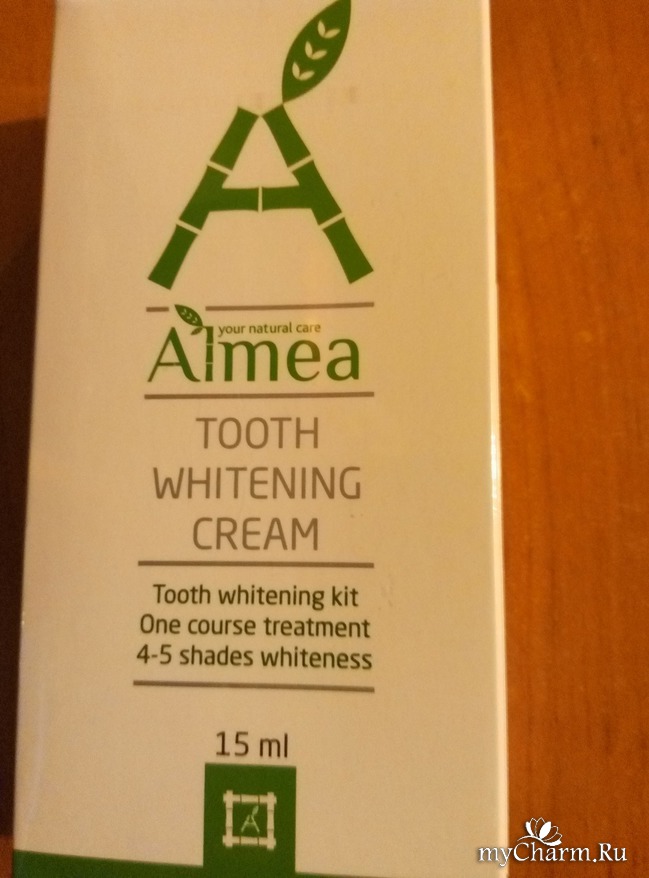 your natural care
Almea
TOOTH
WHITENING
CREAM
Tooth whitening kit
One course treatment
4-5 shades whiteness
15 ml
myCharm.Ru